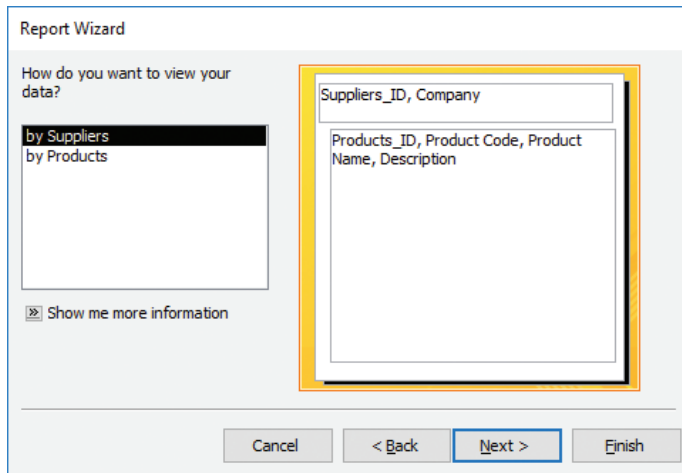 Report Wizard
How do you want to view your
data?
by Suppliers
by Products
Show me more information
Suppliers_ID, Company
Products_ID, Product Code, Product
Name, Description
Cancel
< Back
Next >
Finish